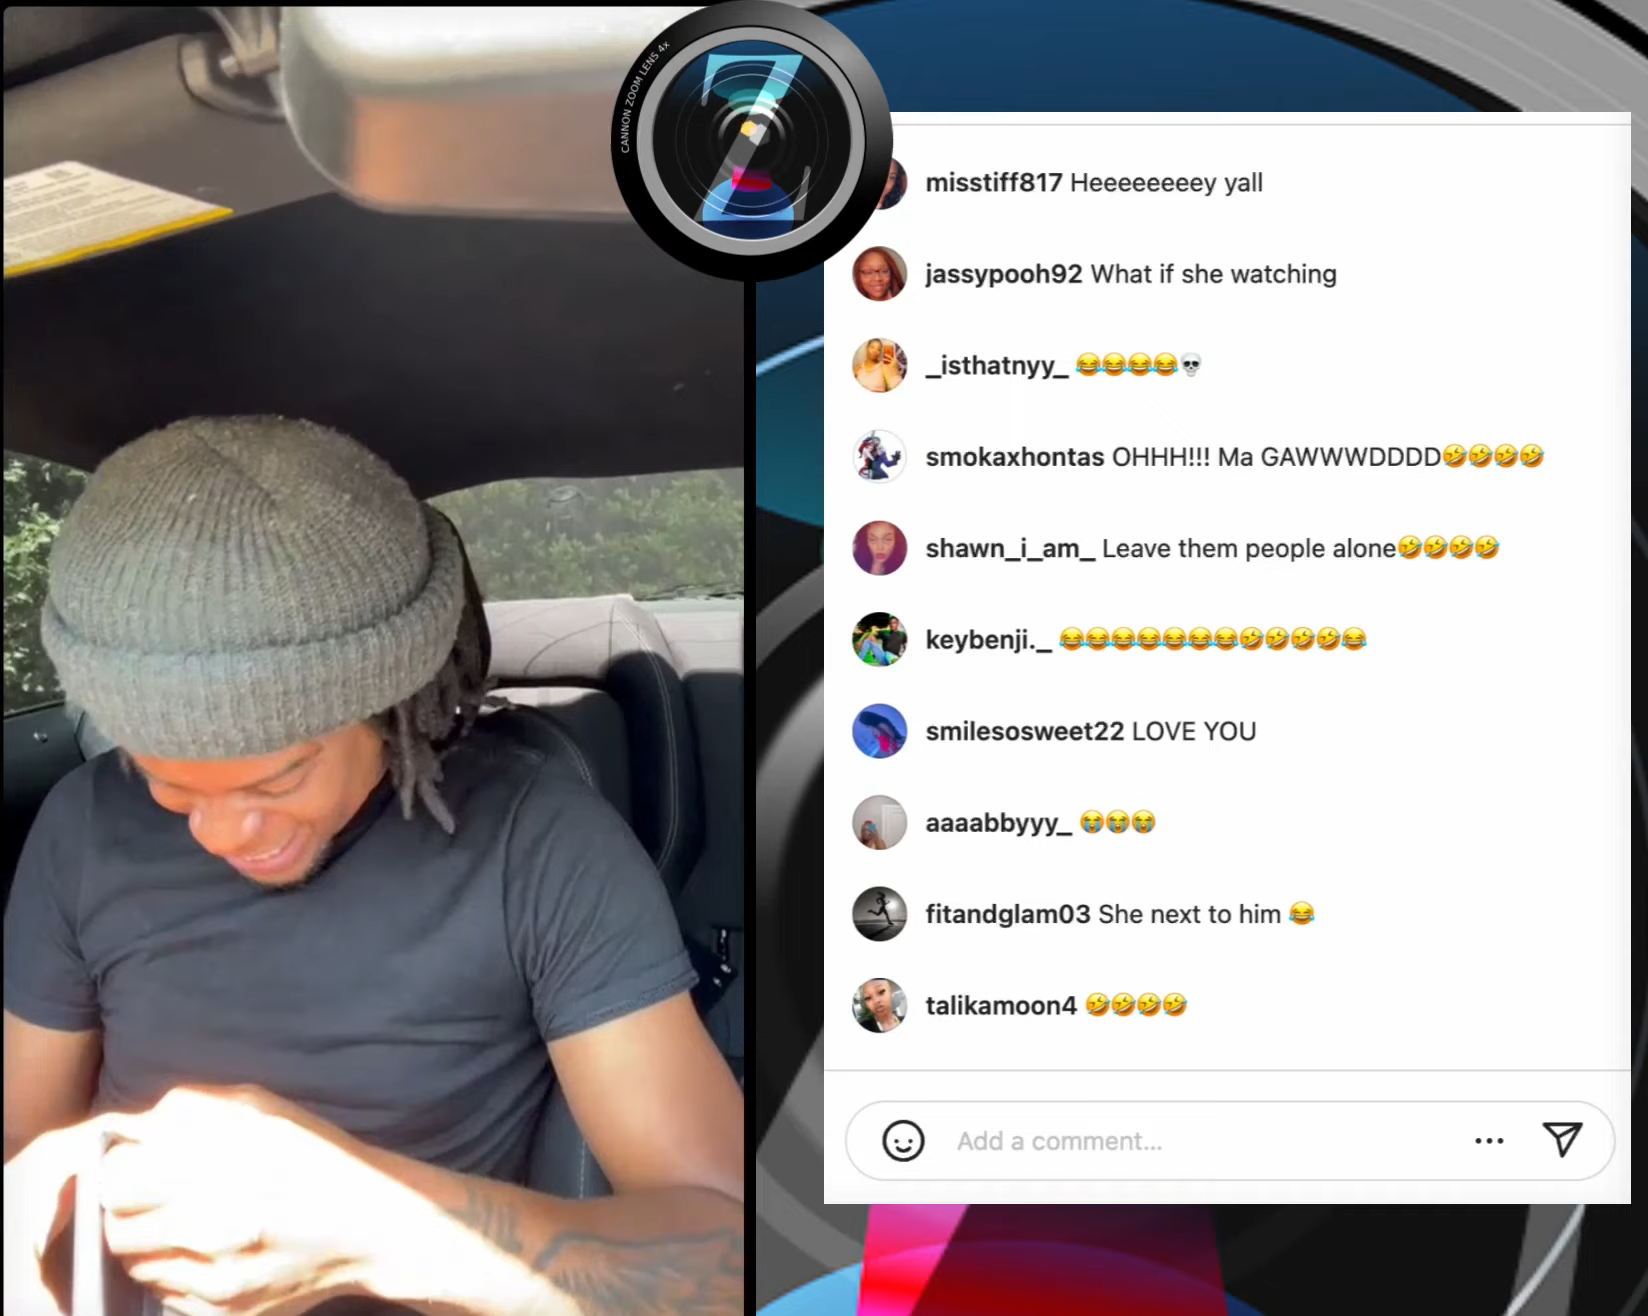 CANNON ZOOM LENS 4x
Z
misstiff817 Heeeeeeeey yall
jassypooh92 What if she watching
_isthatnyy_ 😂😂😂😂💀
smokaxhontas OHHH!!! Ma GAWWWDDDD🤣🤣🤣🤣
shawn_i_am_ Leave them people alone🤣🤣🤣🤣
keybenji._ 😂😂😂😂😂😂😂🤣🤣🤣🤣😂
smilesosweet22 LOVE YOU
aaaabbyyy_ 😭😭😭
fitandglam03 She next to him 😂
talikamoon4 🤣🤣🤣🤣
Add a comment...